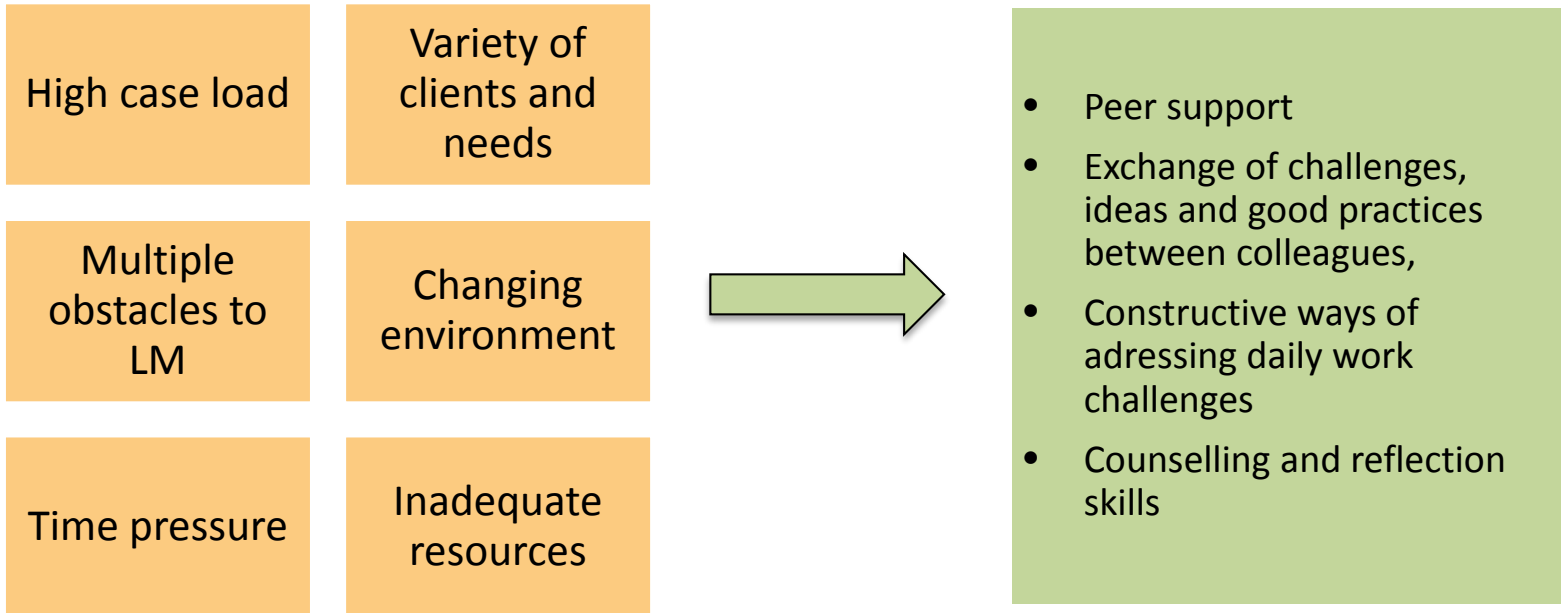 High case load
Variety of
clients and
needs
Multiple
obstacles to
LM
Changing
environment
Time pressure
Inadequate
resources
• Peer support
• Exchange of challenges,
ideas and good practices
between colleagues,
• Constructive ways of
adressing daily work
challenges
• Counselling and reflection
skills